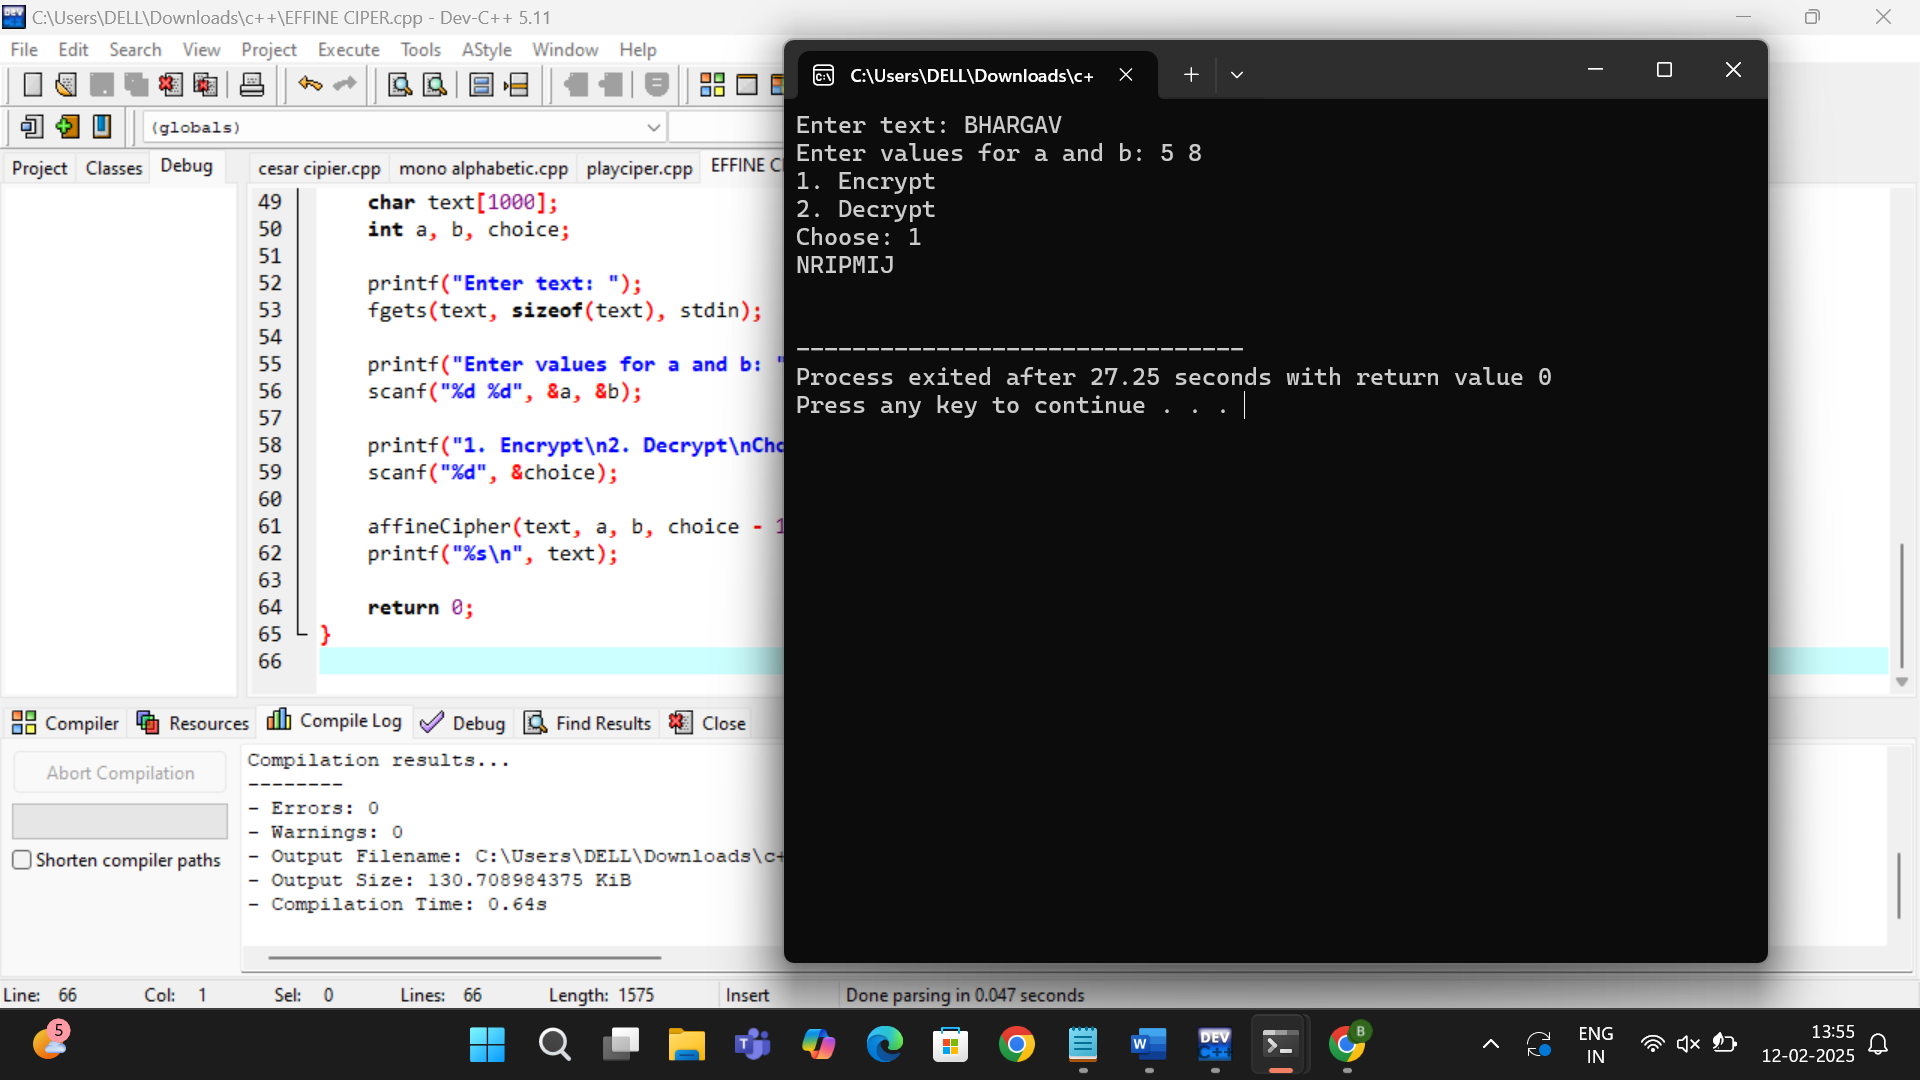 C:\Users\DELL\Downloads\c++\EFFINE CIPER.cpp - Dev-C++ 5.11
File Edit Search View Project Execute Tools AStyle Window Help
(globals)
Project Classes Debug
cesar cipier.cpp mono alphabetic.cpp playciper.cpp EFFINE C
49 char text[1000];
50 int a, b, choice;
51
52 printf("Enter text: ");
53 fgets(text, sizeof(text), stdin);
54
55 printf("Enter values for a and b: "
56 scanf("%d %d", &a, &b);
57
58 printf("1. Encrypt\n2. Decrypt\nCho
59 scanf("%d", &choice);
60
61 affineCipher(text, a, b, choice - 1
62 printf("%s\n", text);
63
64 return 0;
65 }
66
C:\Users\DELL\Downloads\c+
Enter text: BHARGAV
Enter values for a and b: 5 8
1. Encrypt
2. Decrypt
Choose: 1
NRIPMIJ
--------------------------------
Process exited after 27.25 seconds with return value 0
Press any key to continue . . .
Compiler Resources Compile Log Debug Find Results Close
Abort Compilation
Shorten compiler paths
Compilation results...
--------
- Errors: 0
- Warnings: 0
- Output Filename: C:\Users\DELL\Downloads\c+
- Output Size: 130.708984375 KiB
- Compilation Time: 0.64s
Line: 66 Col: 1 Sel: 0 Lines: 66 Length: 1575 Insert Done parsing in 0.047 seconds
5
DEV C++
B
ENG
IN
13:55
12-02-2025